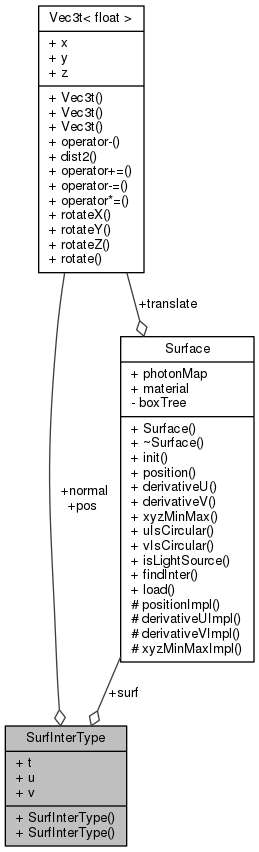 Vec3t< float >
+ x
+ y
+ z
+ Vec3t()
+ Vec3t()
+ Vec3t()
+ operator-()
+ dist2()
+ operator+=()
+ operator-=()
+ operator*=()
+ rotateX()
+ rotateY()
+ rotateZ()
+ rotate()
+translate
Surface
+ photonMap
+ material
- boxTree
+ Surface()
+ ~Surface()
+ init()
+ position()
+ derivativeU()
+ derivativeV()
+ xyzMinMax()
+ uIsCircular()
+ vIsCircular()
+ isLightSource()
+ findInter()
+ load()
# positionImpl()
# derivativeUImpl()
# derivativeVImpl()
# xyzMinMaxImpl()
+normal
+pos
+surf
SurfInterType
+ t
+ u
+ v
+ SurfInterType()
+ SurfInterType()